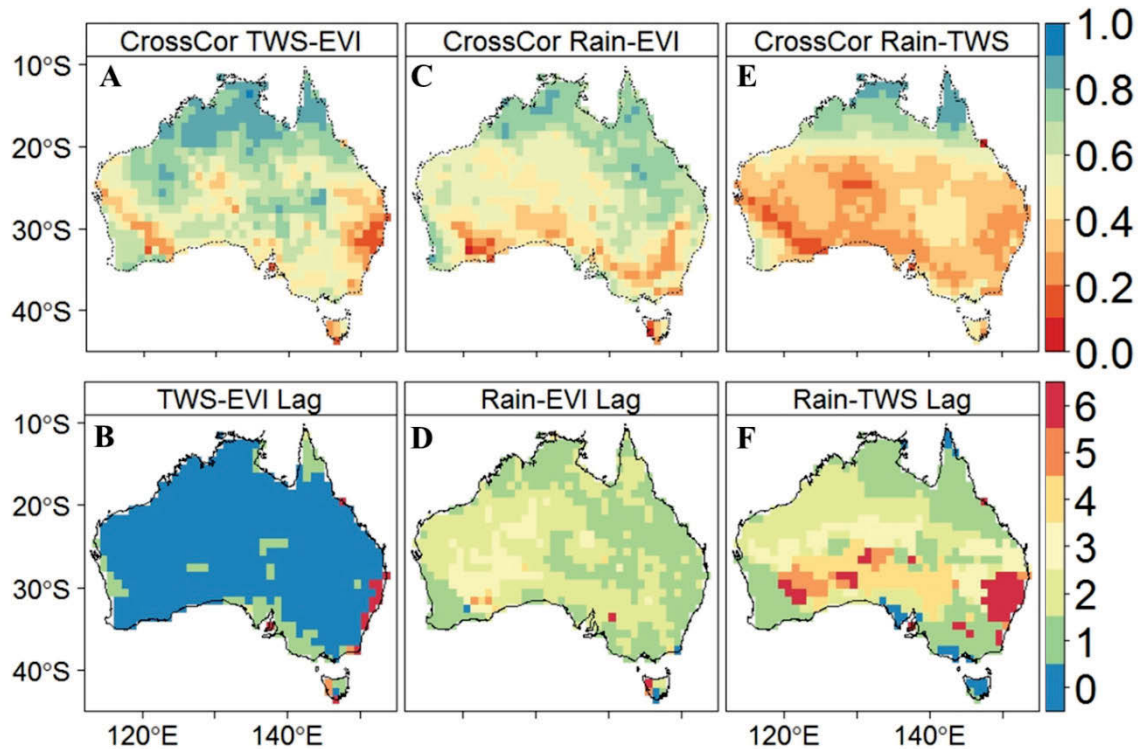 CrossCor TWS-EVI CrossCor Rain-EVI CrossCor Rain-TWS
A C E
10°S
20°S
30°S
40°S
1.0
0.8
0.6
0.4
0.2
0.0
TWS-EVI Lag Rain-EVI Lag Rain-TWS Lag
B D F
10°S
20°S
30°S
40°S
6
5
4
3
2
1
0
120°E 140°E 120°E 140°E